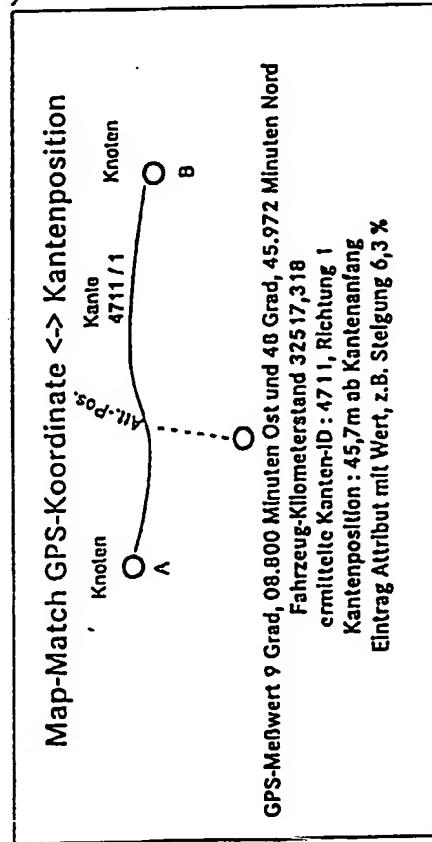 Map-Match GPS-Koordinate <-> Kantenposition
Knoten
A
Att.-Pos.
Kante
4711 / 1
Knoten
B
GPS-Meßwert 9 Grad, 08.800 Minuten Ost und 48 Grad, 45.972 Minuten Nord
Fahrzeug-Kilometerstand 32517,318
ermittelte Kanten-ID : 4711, Richtung 1
Kantenposition : 45,7m ab Kantenanfang
Eintrag Attribut mit Wert, z.B. Steigung 6,3 %